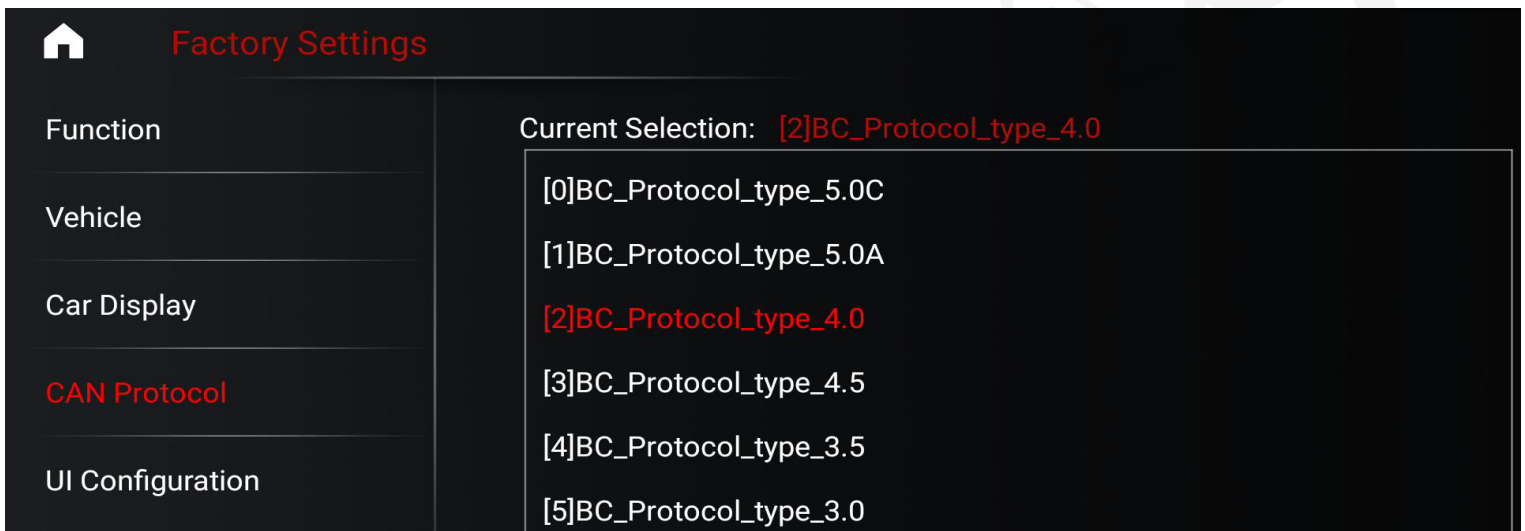 Factory Settings
Function
Vehicle
Car Display
CAN Protocol
UI Configuration
Current Selection: [2]BC_Protocol_type_4.0
[0]BC_Protocol_type_5.0C
[1]BC_Protocol_type_5.0A
[2]BC_Protocol_type_4.0
[3]BC_Protocol_type_4.5
[4]BC_Protocol_type_3.5
[5]BC_Protocol_type_3.0